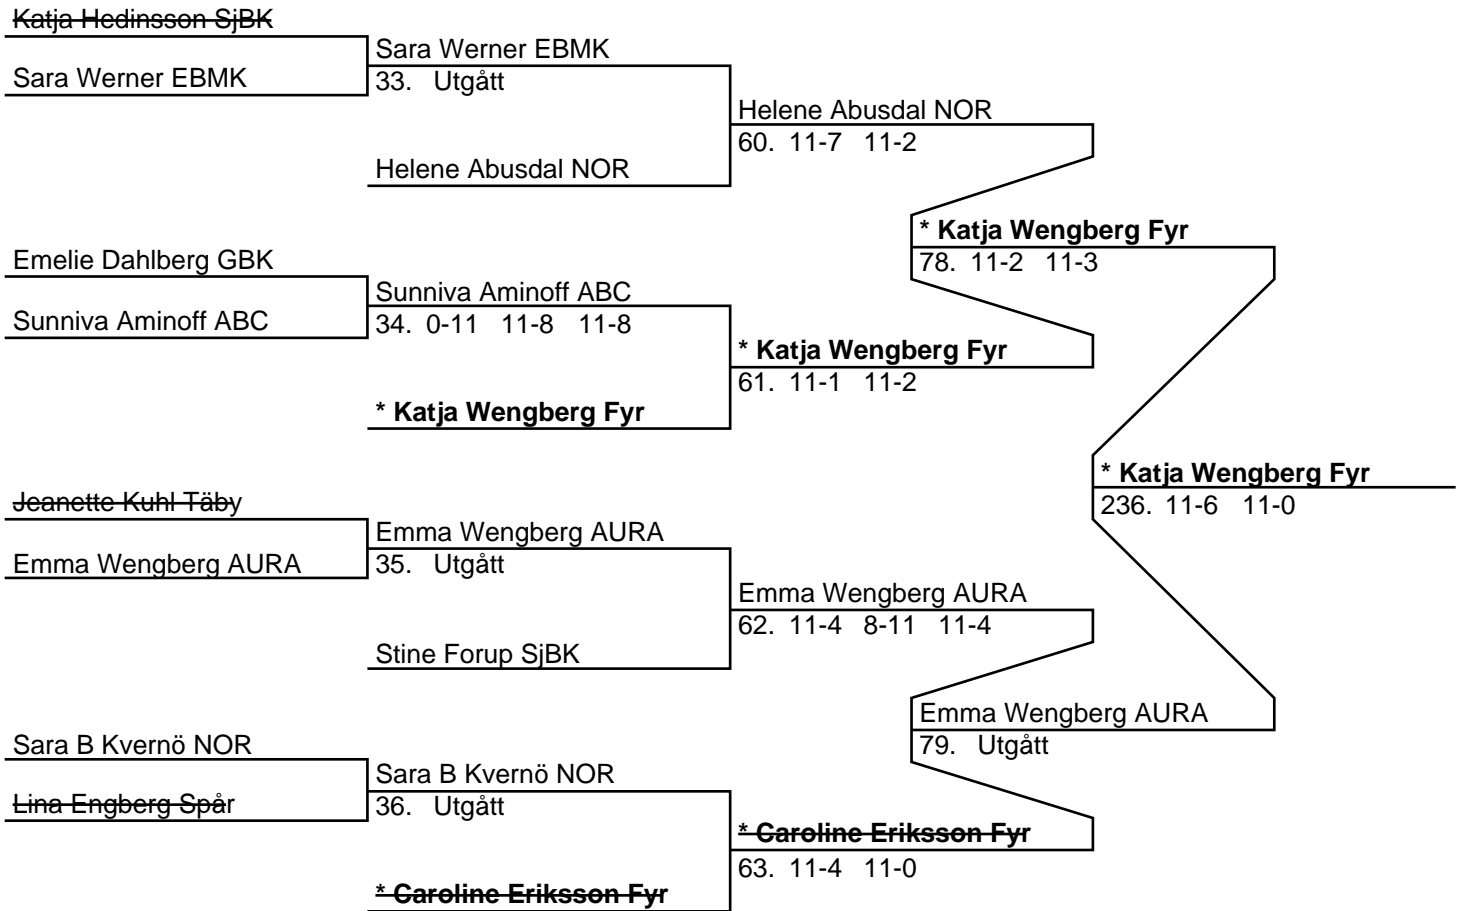 Katja Hedinsson SjBK
Sara Werner EBMK
Sara Werner EBMK
33. Utgått
Helene Abusdal NOR
60. 11-7 11-2
Helene Abusdal NOR
* Katja Wengberg Fyr
78. 11-2 11-3
Emelie Dahlberg GBK
Sunniva Aminoff ABC
Sunniva Aminoff ABC
34. 0-11 11-8 11-8
* Katja Wengberg Fyr
61. 11-1 11-2
* Katja Wengberg Fyr
* Katja Wengberg Fyr
236. 11-6 11-0
Jeanette Kuhl Täby
Emma Wengberg AURA
Emma Wengberg AURA
35. Utgått
Emma Wengberg AURA
62. 11-4 8-11 11-4
Stine Forup SjBK
Emma Wengberg AURA
79. Utgått
Sara B Kvernö NOR
Sara B Kvernö NOR
Lina Engberg Spår
36. Utgått
* Caroline Eriksson Fyr
63. 11-4 11-0
* Caroline Eriksson Fyr